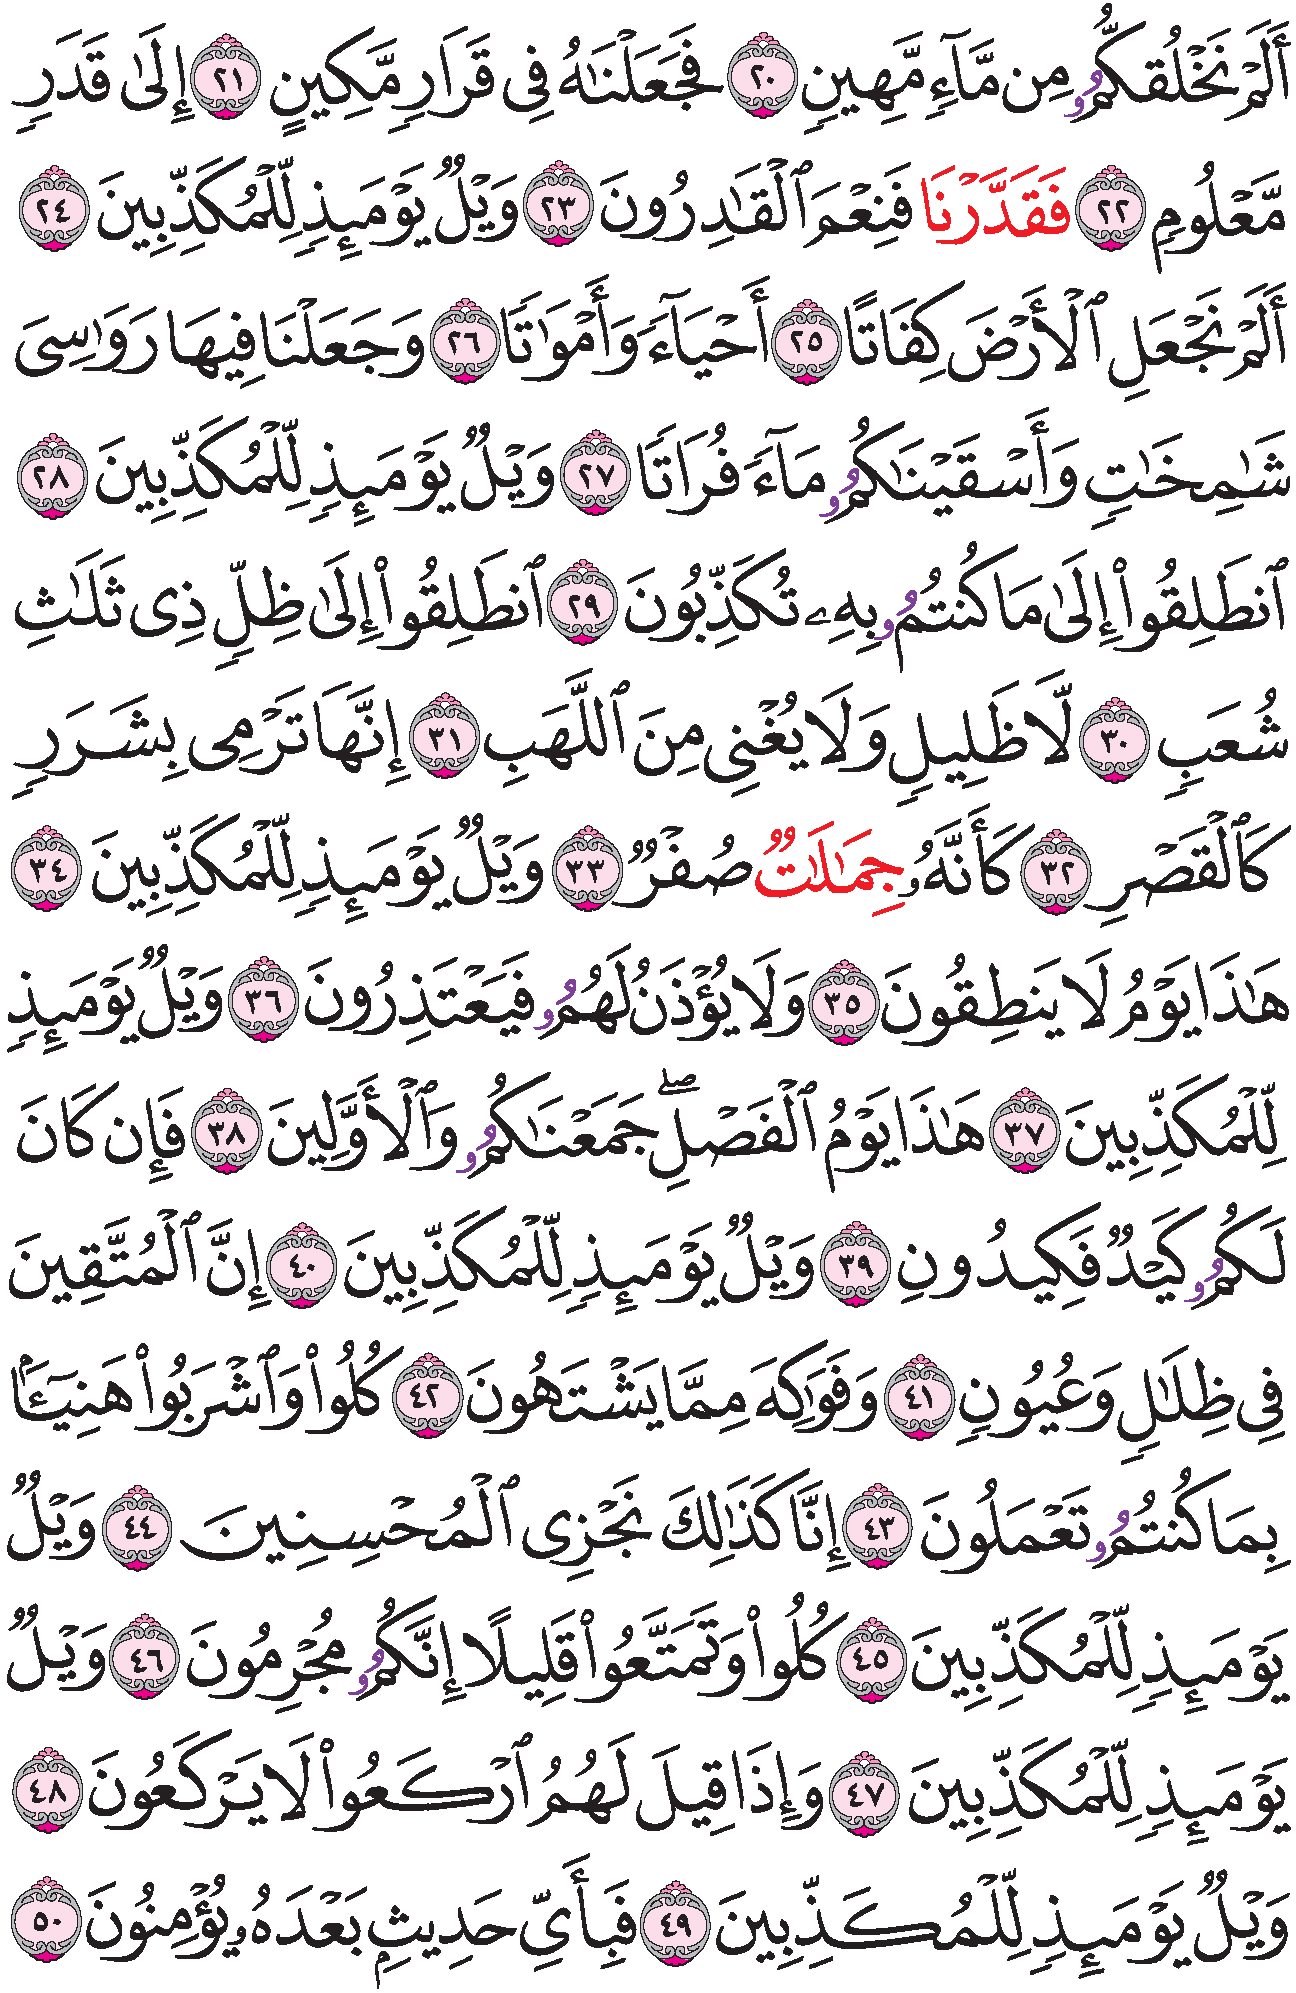 أَلَمْ نَخْلُقكُّمُۥ مِن مَّآءٍ مَّهِينٍ ٢٠ فَجَعَلْنَٰهُ فِى قَرَارٍ مَّكِينٍ ٢١ إِلَىٰ قَدَرٍ
مَّعْلُومٍ ٢٢ فَقَدَّرْنَا فَنِعْمَ ٱلْقَٰدِرُونَ ٢٣ وَيْلٌ يَوْمَئِذٍ لِّلْمُكَذِّبِينَ ٢٤
أَلَمْ نَجْعَلِ ٱلْأَرْضَ كِفَاتًا ٢٥ أَحْيَآءً وَأَمْوَٰتًا ٢٦ وَجَعَلْنَا فِيهَا رَوَٰسِىَ
شَٰمِخَٰتٍ وَأَسْقَيْنَٰكُمُۥ مَآءً فُرَاتًا ٢٧ وَيْلٌ يَوْمَئِذٍ لِّلْمُكَذِّبِينَ ٢٨
ٱنطَلِقُوا۟ إِلَىٰ مَا كُنتُمُۥ بِهِۦ تُكَذِّبُونَ ٢٩ ٱنطَلِقُوا۟ إِلَىٰ ظِلٍّ ذِى ثَلَٰثِ
شُعَبٍ ٣٠ لَّا ظَلِيلٍ وَلَا يُغْنِى مِنَ ٱللَّهَبِ ٣١ إِنَّهَا تَرْمِى بِشَرَرٍ
كَٱلْقَصْرِ ٣٢ كَأَنَّهُۥ جِمَٰلَٰتٌ صُفْرٌ ٣٣ وَيْلٌ يَوْمَئِذٍ لِّلْمُكَذِّبِينَ ٣٤
هَٰذَا يَوْمُ لَا يَنطِقُونَ ٣٥ وَلَا يُؤْذَنُ لَهُمُۥ فَيَعْتَذِرُونَ ٣٦ وَيْلٌ يَوْمَئِذٍ
لِّلْمُكَذِّبِينَ ٣٧ هَٰذَا يَوْمُ ٱلْفَصْلِ ۖ جَمَعْنَٰكُمُۥ وَٱلْأَوَّلِينَ ٣٨ فَإِن كَانَ
لَكُمُۥ كَيْدٌ فَكِيدُونِ ٣٩ وَيْلٌ يَوْمَئِذٍ لِّلْمُكَذِّبِينَ ٤٠ إِنَّ ٱلْمُتَّقِينَ
فِى ظِلَٰلٍ وَعُيُونٍ ٤١ وَفَوَٰكِهَ مِمَّا يَشْتَهُونَ ٤٢ كُلُوا۟ وَٱشْرَبُوا۟ هَنِيٓـًٔۢا
بِمَا كُنتُمُۥ تَعْمَلُونَ ٤٣ إِنَّا كَذَٰلِكَ نَجْزِى ٱلْمُحْسِنِينَ ٤٤ وَيْلٌ
يَوْمَئِذٍ لِّلْمُكَذِّبِينَ ٤٥ كُلُوا۟ وَتَمَتَّعُوا۟ قَلِيلًا إِنَّكُمُۥ مُجْرِمُونَ ٤٦ وَيْلٌ
يَوْمَئِذٍ لِّلْمُكَذِّبِينَ ٤٧ وَإِذَا قِيلَ لَهُمُ ٱرْكَعُوا۟ لَا يَرْكَعُونَ ٤٨
وَيْلٌ يَوْمَئِذٍ لِّلْمُكَذِّبِينَ ٤٩ فَبِأَىِّ حَدِيثٍۭ بَعْدَهُۥ يُؤْمِنُونَ ٥٠